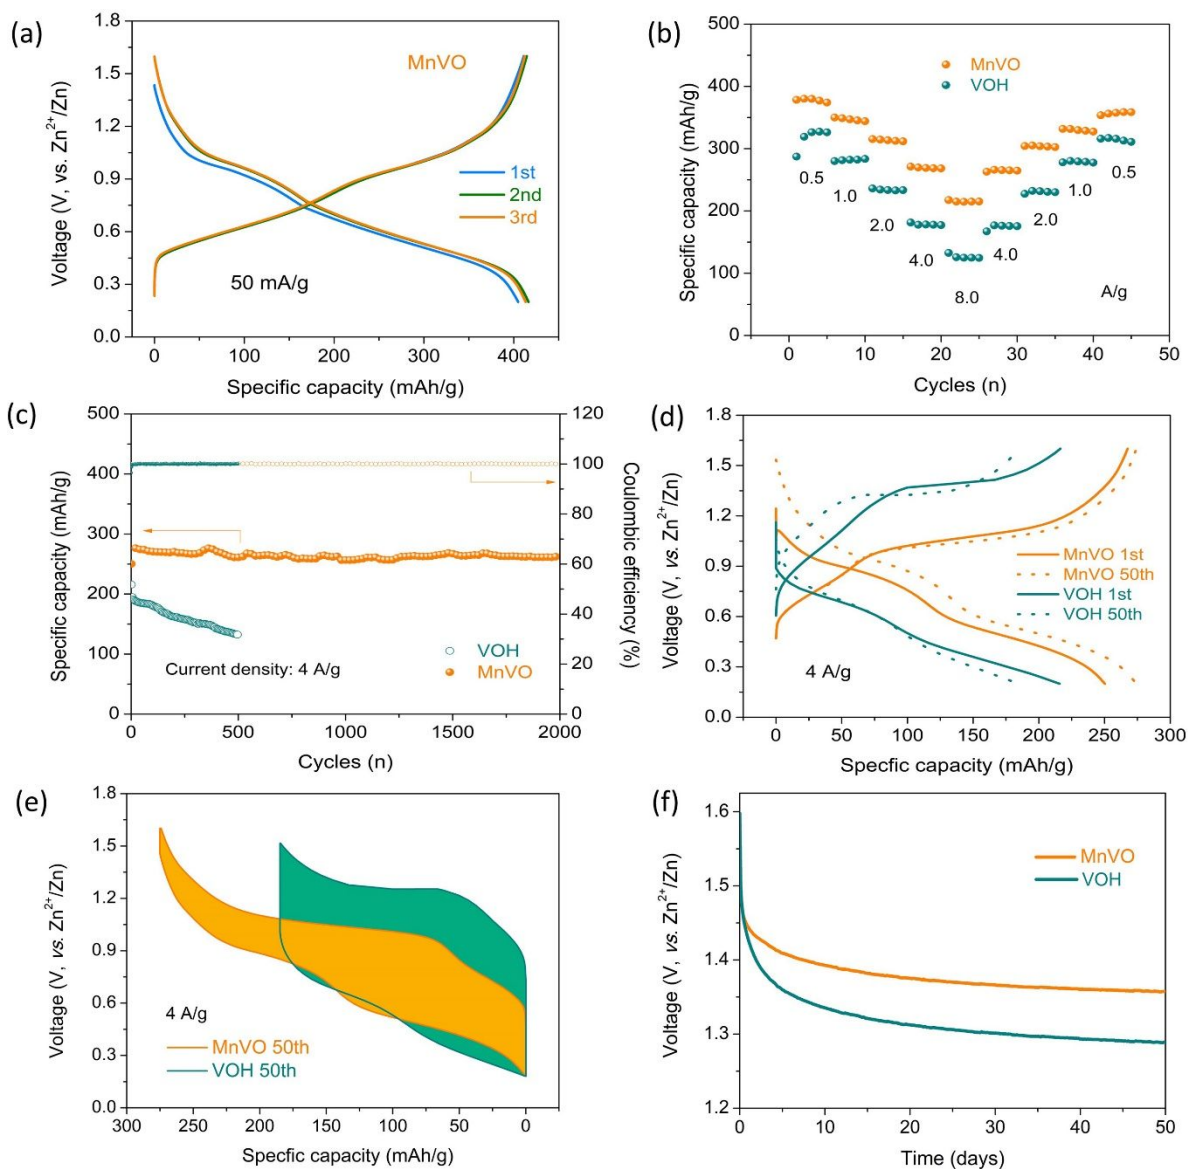 (a)
1.8
1.5
1.2
0.9
0.6
0.3
0.0
Voltage (V, vs. Zn²⁺/Zn)
MnVO
1st
2nd
3rd
50 mA/g
0 100 200 300 400
Specific capacity (mAh/g)
(b)
500
400
300
200
100
0
Specific capacity (mAh/g)
MnVO
VOH
0.5
1.0
2.0
4.0
8.0
4.0
2.0
1.0
0.5
A/g
0 10 20 30 40 50
Cycles (n)
(c)
500
450
400
350
300
250
200
150
100
50
0
Specific capacity (mAh/g)
120
100
80
60
40
20
0
Coulombic efficiency (%)
VOH
MnVO
Current density: 4 A/g
0 500 1000 1500 2000
Cycles (n)
(d)
1.8
1.5
1.2
0.9
0.6
0.3
0.0
Voltage (V, vs. Zn²⁺/Zn)
MnVO 1st
MnVO 50th
VOH 1st
VOH 50th
4 A/g
0 50 100 150 200 250 300
Specfic capacity (mAh/g)
(e)
1.8
1.5
1.2
0.9
0.6
0.3
0.0
Voltage (V, vs. Zn²⁺/Zn)
4 A/g
MnVO 50th
VOH 50th
300 250 200 150 100 50 0
Specfic capacity (mAh/g)
(f)
1.6
1.5
1.4
1.3
1.2
Voltage (V, vs. Zn²⁺/Zn)
MnVO
VOH
0 10 20 30 40 50
Time (days)